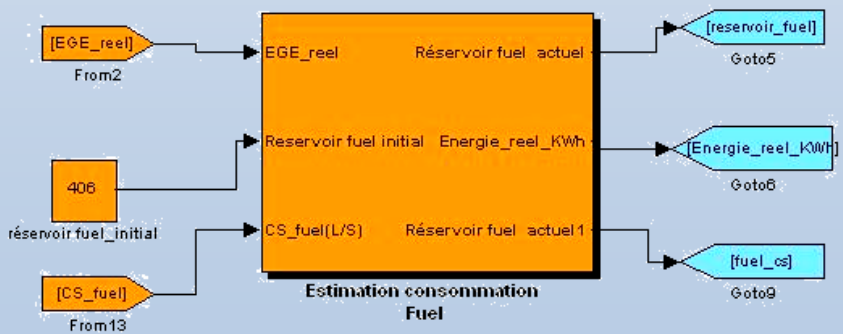 [EGE_reel]
From2
406
réservoir fuel_initial
[CS_fuel]
From13
EGE_reel
Réservoir fuel actuel
Reservoir fuel initial
Energie_reel_KWh
CS_fuel(L/S)
Réservoir fuel actuel1
Estimation consommation
Fuel
[reservoir_fuel]
Goto5
[Energie_reel_KWh]
Goto6
[fuel_cs]
Goto9